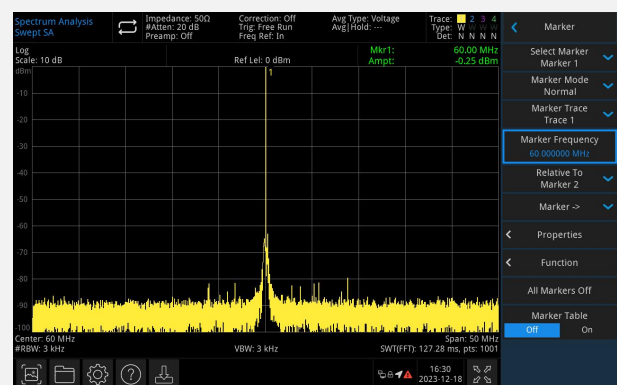 Spectrum Analysis
Swept SA
Impedance: 50Ω
#Atten: 20 dB
Preamp: Off
Correction: Off
Trig: Free Run
Freq Ref: In
Avg Type: Voltage
Avg|Hold: ---
Trace: 1 2 3 4
Type: W W W W
Det: N N N N
Log
Scale: 10 dB
Ref Lel: 0 dBm
Mkr1: 60.00 MHz
Ampt: -0.25 dBm
dBm
1
-10
-20
-30
-40
-50
-60
-70
-80
-90
-100
Center: 60 MHz
#RBW: 3 kHz
VBW: 3 kHz
Span: 50 MHz
SWT(FFT): 127.28 ms, pts: 1001
16:30
2023-12-18
Marker
Select Marker
Marker 1
Marker Mode
Normal
Marker Trace
Trace 1
Marker Frequency
60.000000 MHz
Relative To
Marker 2
Marker ->
Properties
Function
All Markers Off
Marker Table
Off On